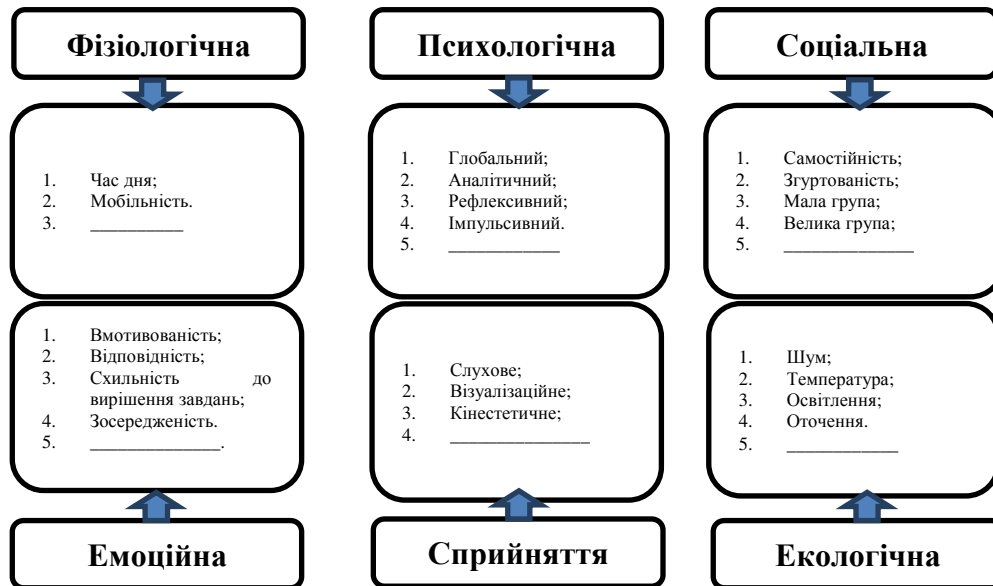 Фізіологічна
1. Час дня;
2. Мобільність.
3. __________
Психологічна
1. Глобальний;
2. Аналітичний;
3. Рефлексивний;
4. Імпульсивний.
5. ____________
Соціальна
1. Самостійність;
2. Згуртованість;
3. Мала група;
4. Велика група;
5. ______________
1. Вмотивованість;
2. Відповідність;
3. Схильність до
вирішення завдань;
4. Зосередженість.
5. ______________.
Емоційна
1. Слухове;
2. Візуалізаційне;
3. Кінестетичне;
4. _______________
Сприйняття
1. Шум;
2. Температура;
3. Освітлення;
4. Оточення.
5. ____________
Екологічна